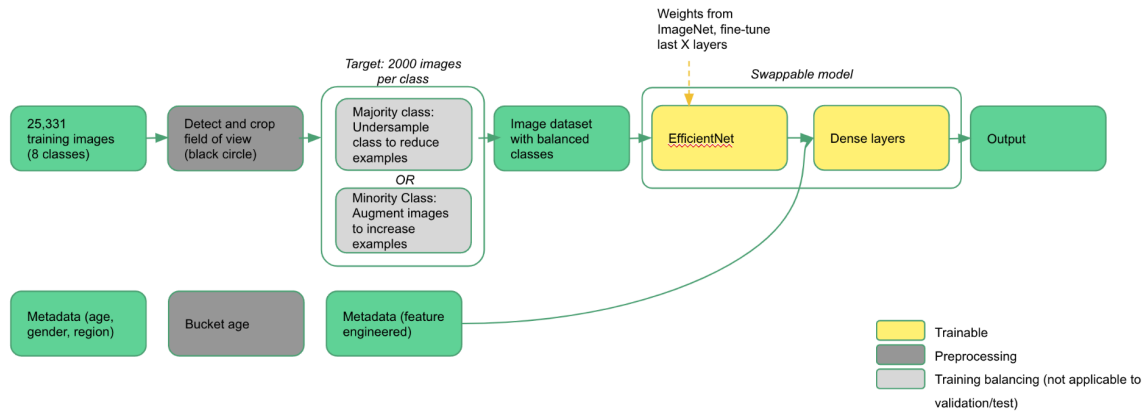 Weights from
ImageNet, fine-tune
last X layers
Target: 2000 images
per class
Swappable model
25,331
training images
(8 classes)
Detect and crop
field of view
(black circle)
Majority class:
Undersample
class to reduce
examples
OR
Minority Class:
Augment images
to increase
examples
Image dataset
with balanced
classes
EfficientNet
Dense layers
Output
Metadata (age,
gender, region)
Bucket age
Metadata (feature
engineered)
Trainable
Preprocessing
Training balancing (not applicable to
validation/test)